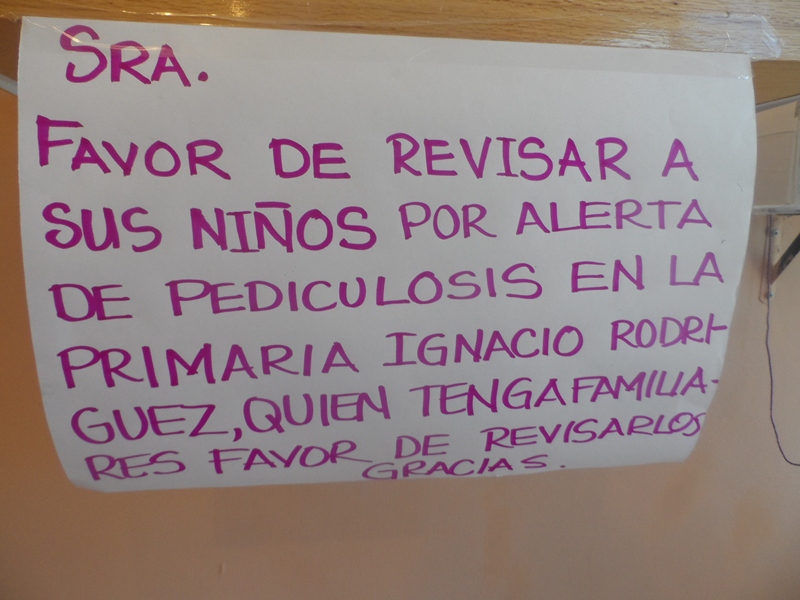 SRA.
FAVOR DE REVISAR A
SUS NIÑOS POR ALERTA
DE PEDICULOSIS EN LA
PRIMARIA IGNACIO RODRI-
GUEZ, QUIEN TENGA FAMILIA-
RES FAVOR DE REVISARLOS
GRACIAS.